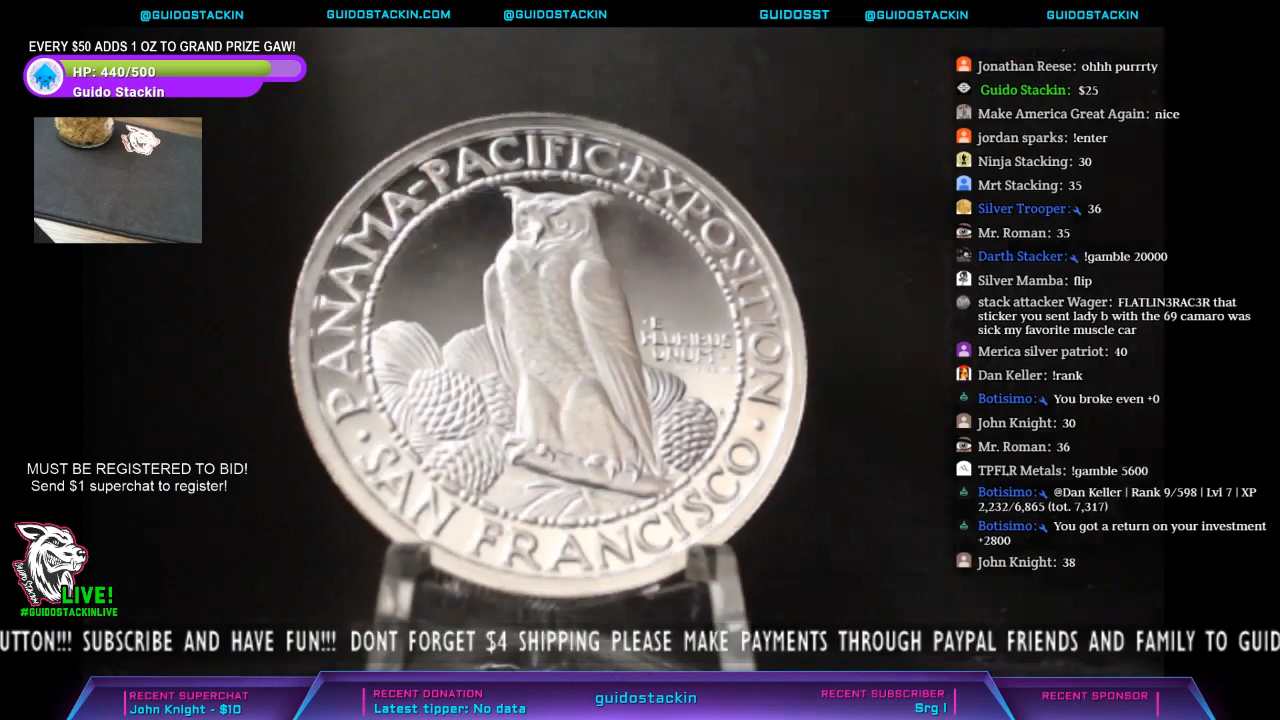 @GUIDOSTACKIN GUIDOSTACKIN.COM @GUIDOSTACKIN GUIDOSST @GUIDOSTACKIN GUIDOSTACKIN
EVERY $50 ADDS 1 OZ TO GRAND PRIZE GAW!
HP: 440/500
Guido Stackin
PANAMA-PACIFIC·EXPOSITION
· SAN FRANCISCO ·
·E
PLURIBUS
UNUM·
MUST BE REGISTERED TO BID!
Send $1 superchat to register!
GUIDO STACKIN
LIVE!
#GUIDOSTACKINLIVE
Jonathan Reese: ohhh purrrty
Guido Stackin: $25
Make America Great Again: nice
jordan sparks: !enter
Ninja Stacking: 30
Mrt Stacking: 35
Silver Trooper: 36
Mr. Roman: 35
Darth Stacker: !gamble 20000
Silver Mamba: flip
stack attacker Wager: FLATLIN3RAC3R that
sticker you sent lady b with the 69 camaro was
sick my favorite muscle car
Merica silver patriot: 40
Dan Keller: !rank
Botisimo: You broke even +0
John Knight: 30
Mr. Roman: 36
TPFLR Metals: !gamble 5600
Botisimo: @Dan Keller | Rank 9/598 | Lvl 7 | XP
2,232/6,865 (tot. 7,317)
Botisimo: You got a return on your investment
+2800
John Knight: 38
UTTON!!! SUBSCRIBE AND HAVE FUN!!! DONT FORGET $4 SHIPPING PLEASE MAKE PAYMENTS THROUGH PAYPAL FRIENDS AND FAMILY TO GUID
RECENT SUPERCHAT
John Knight - $10
RECENT DONATION
Latest tipper: No data
guidostackin
RECENT SUBSCRIBER
Srg I
RECENT SPONSOR